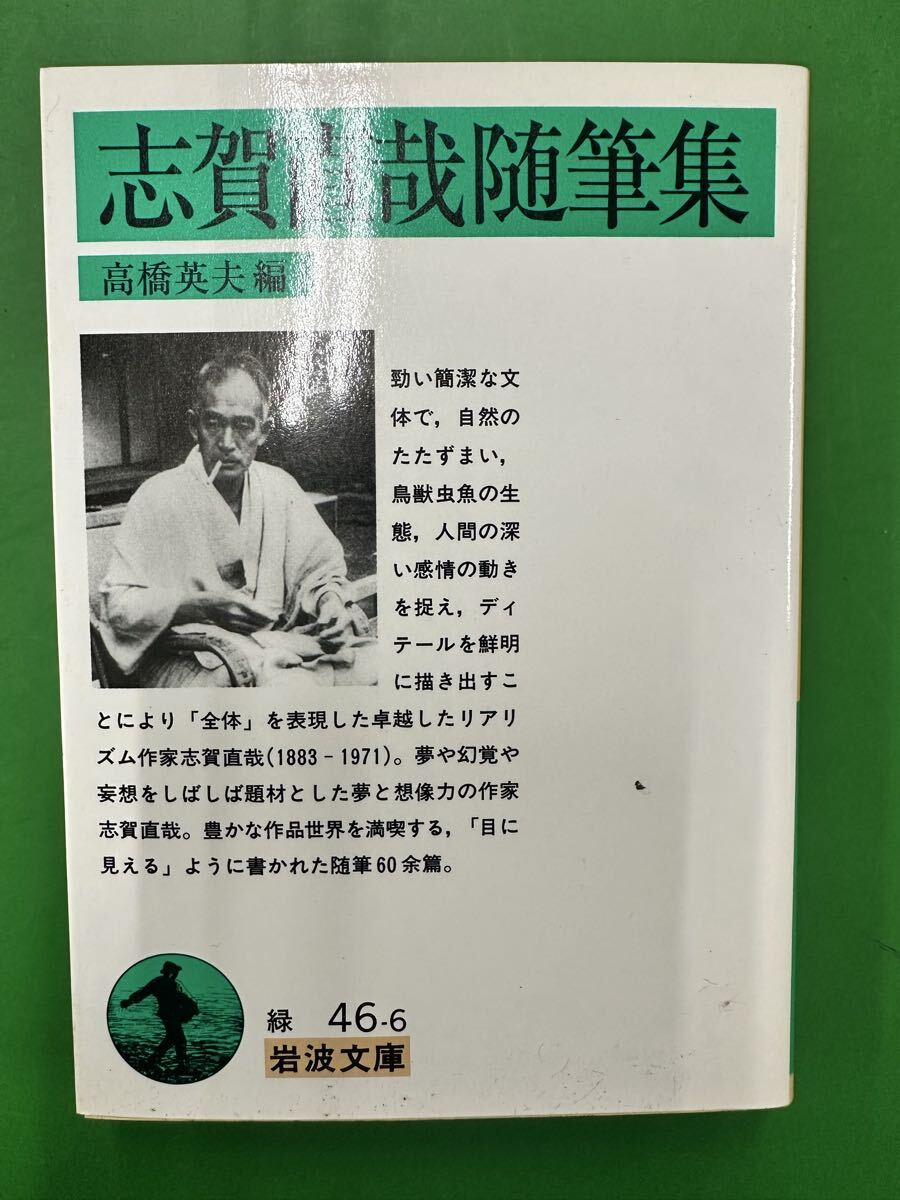 志賀直哉随筆集
高橋英夫編
勁い簡潔な文
体で，自然の
たたずまい，
鳥獣虫魚の生
態，人間の深
い感情の動き
を捉え，ディ
テールを鮮明
に描き出すこ
とにより「全体」を表現した卓越したリアリ
ズム作家志賀直哉(1883－1971)。夢や幻覚や
妄想をしばしば題材とした夢と想像力の作家
志賀直哉。豊かな作品世界を満喫する，「目に
見える」ように書かれた随筆60余篇。
緑 46-6
岩波文庫